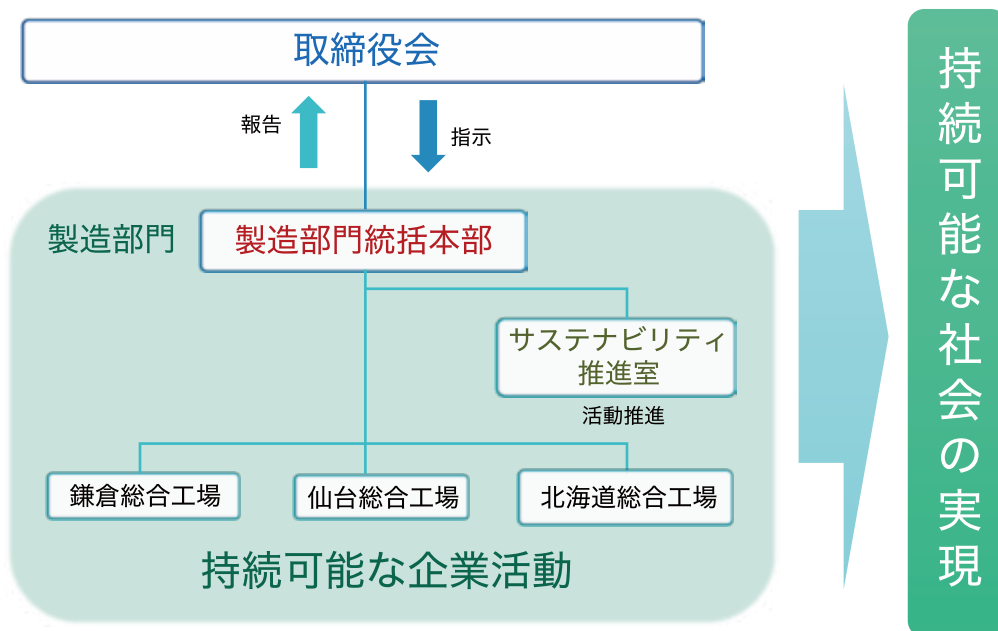 取締役会
報告
指示
製造部門
製造部門統括本部
サステナビリティ
推進室
活動推進
鎌倉総合工場
仙台総合工場
北海道総合工場
持続可能な企業活動
持続可能な社会の実現